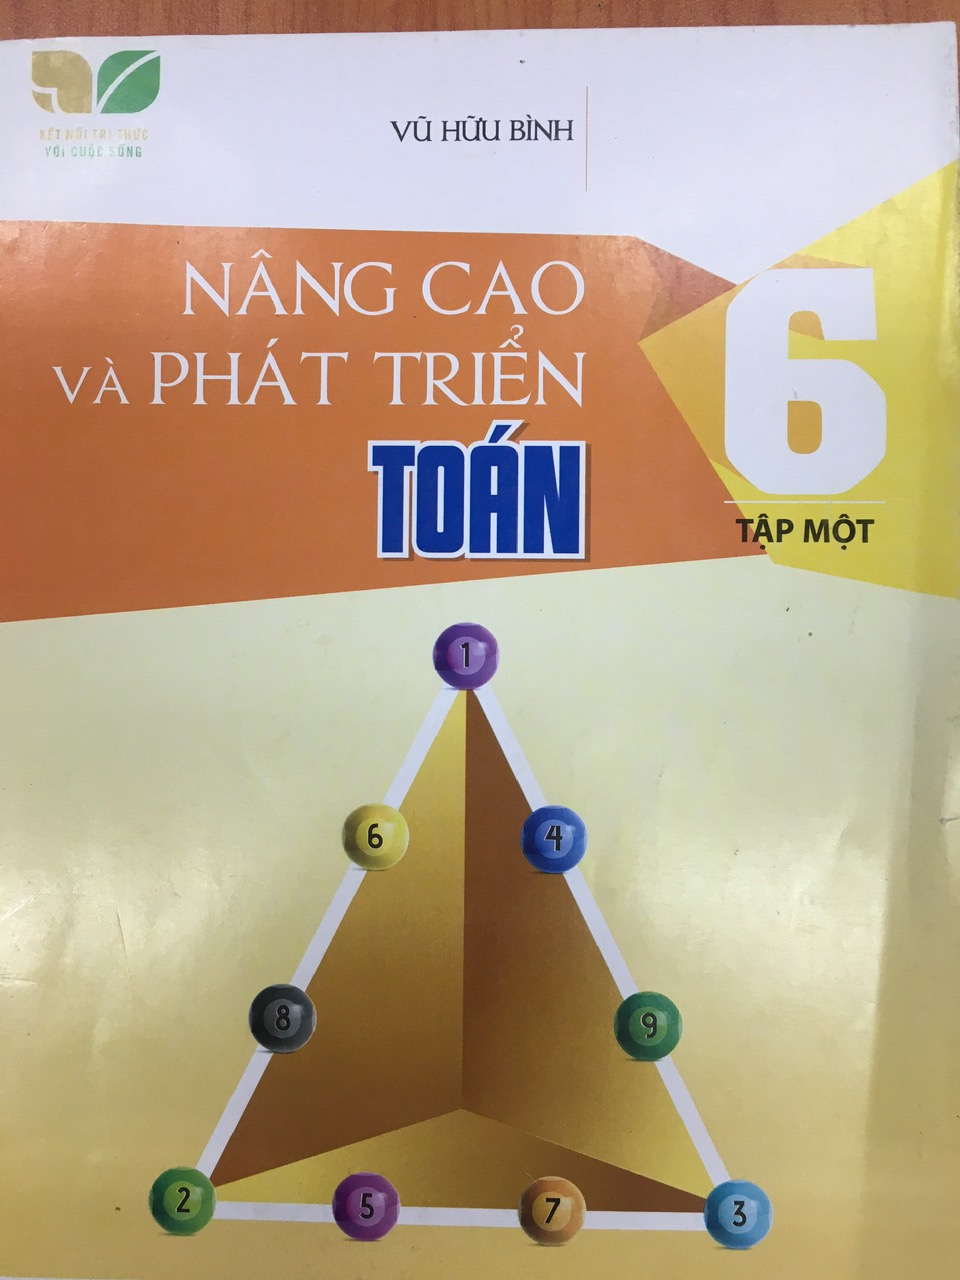 KẾT NỐI TRI THỨC
VỚI CUỘC SỐNG
VŨ HỮU BÌNH
NÂNG CAO
VÀ PHÁT TRIỂN
TOÁN
6
TẬP MỘT
1
6
4
8
9
2
5
7
3